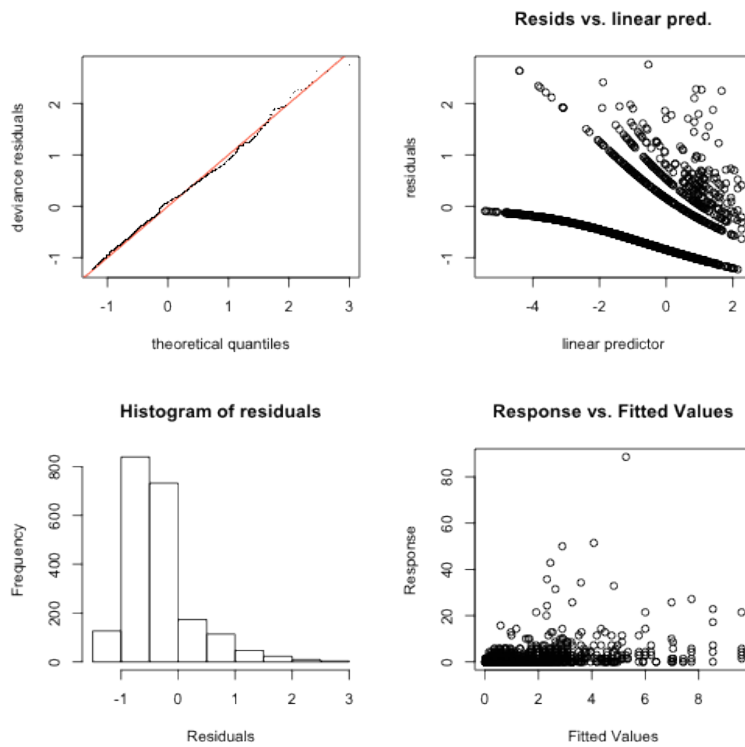 Resids vs. linear pred.
deviance residuals
-1 0 1 2
-1 0 1 2 3
theoretical quantiles
residuals
-1 0 1 2
-4 -2 0 2
linear predictor
Histogram of residuals
Frequency
0 200 400 600 800
-1 0 1 2 3
Residuals
Response vs. Fitted Values
Response
0 20 40 60 80
0 2 4 6 8
Fitted Values